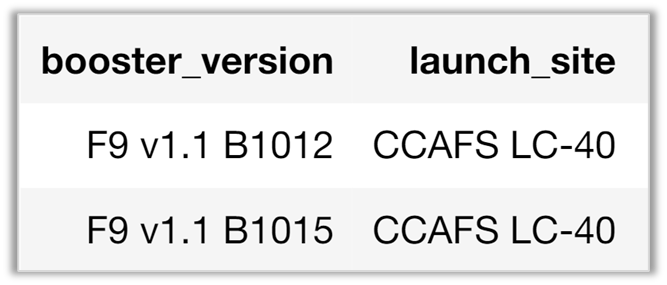 booster_version launch_site
F9 v1.1 B1012 CCAFS LC-40
F9 v1.1 B1015 CCAFS LC-40